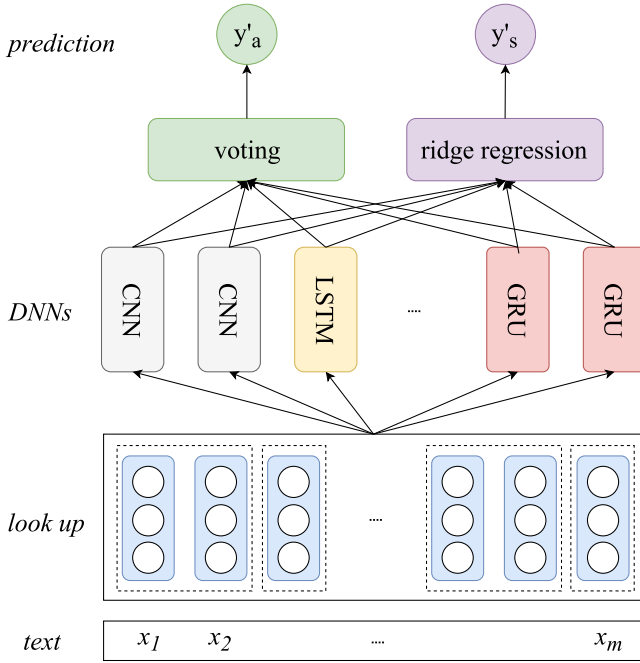 prediction y'a y's
voting ridge regression
DNNs CNN CNN LSTM .... GRU GRU
look up ....
text x1 x2 .... xm